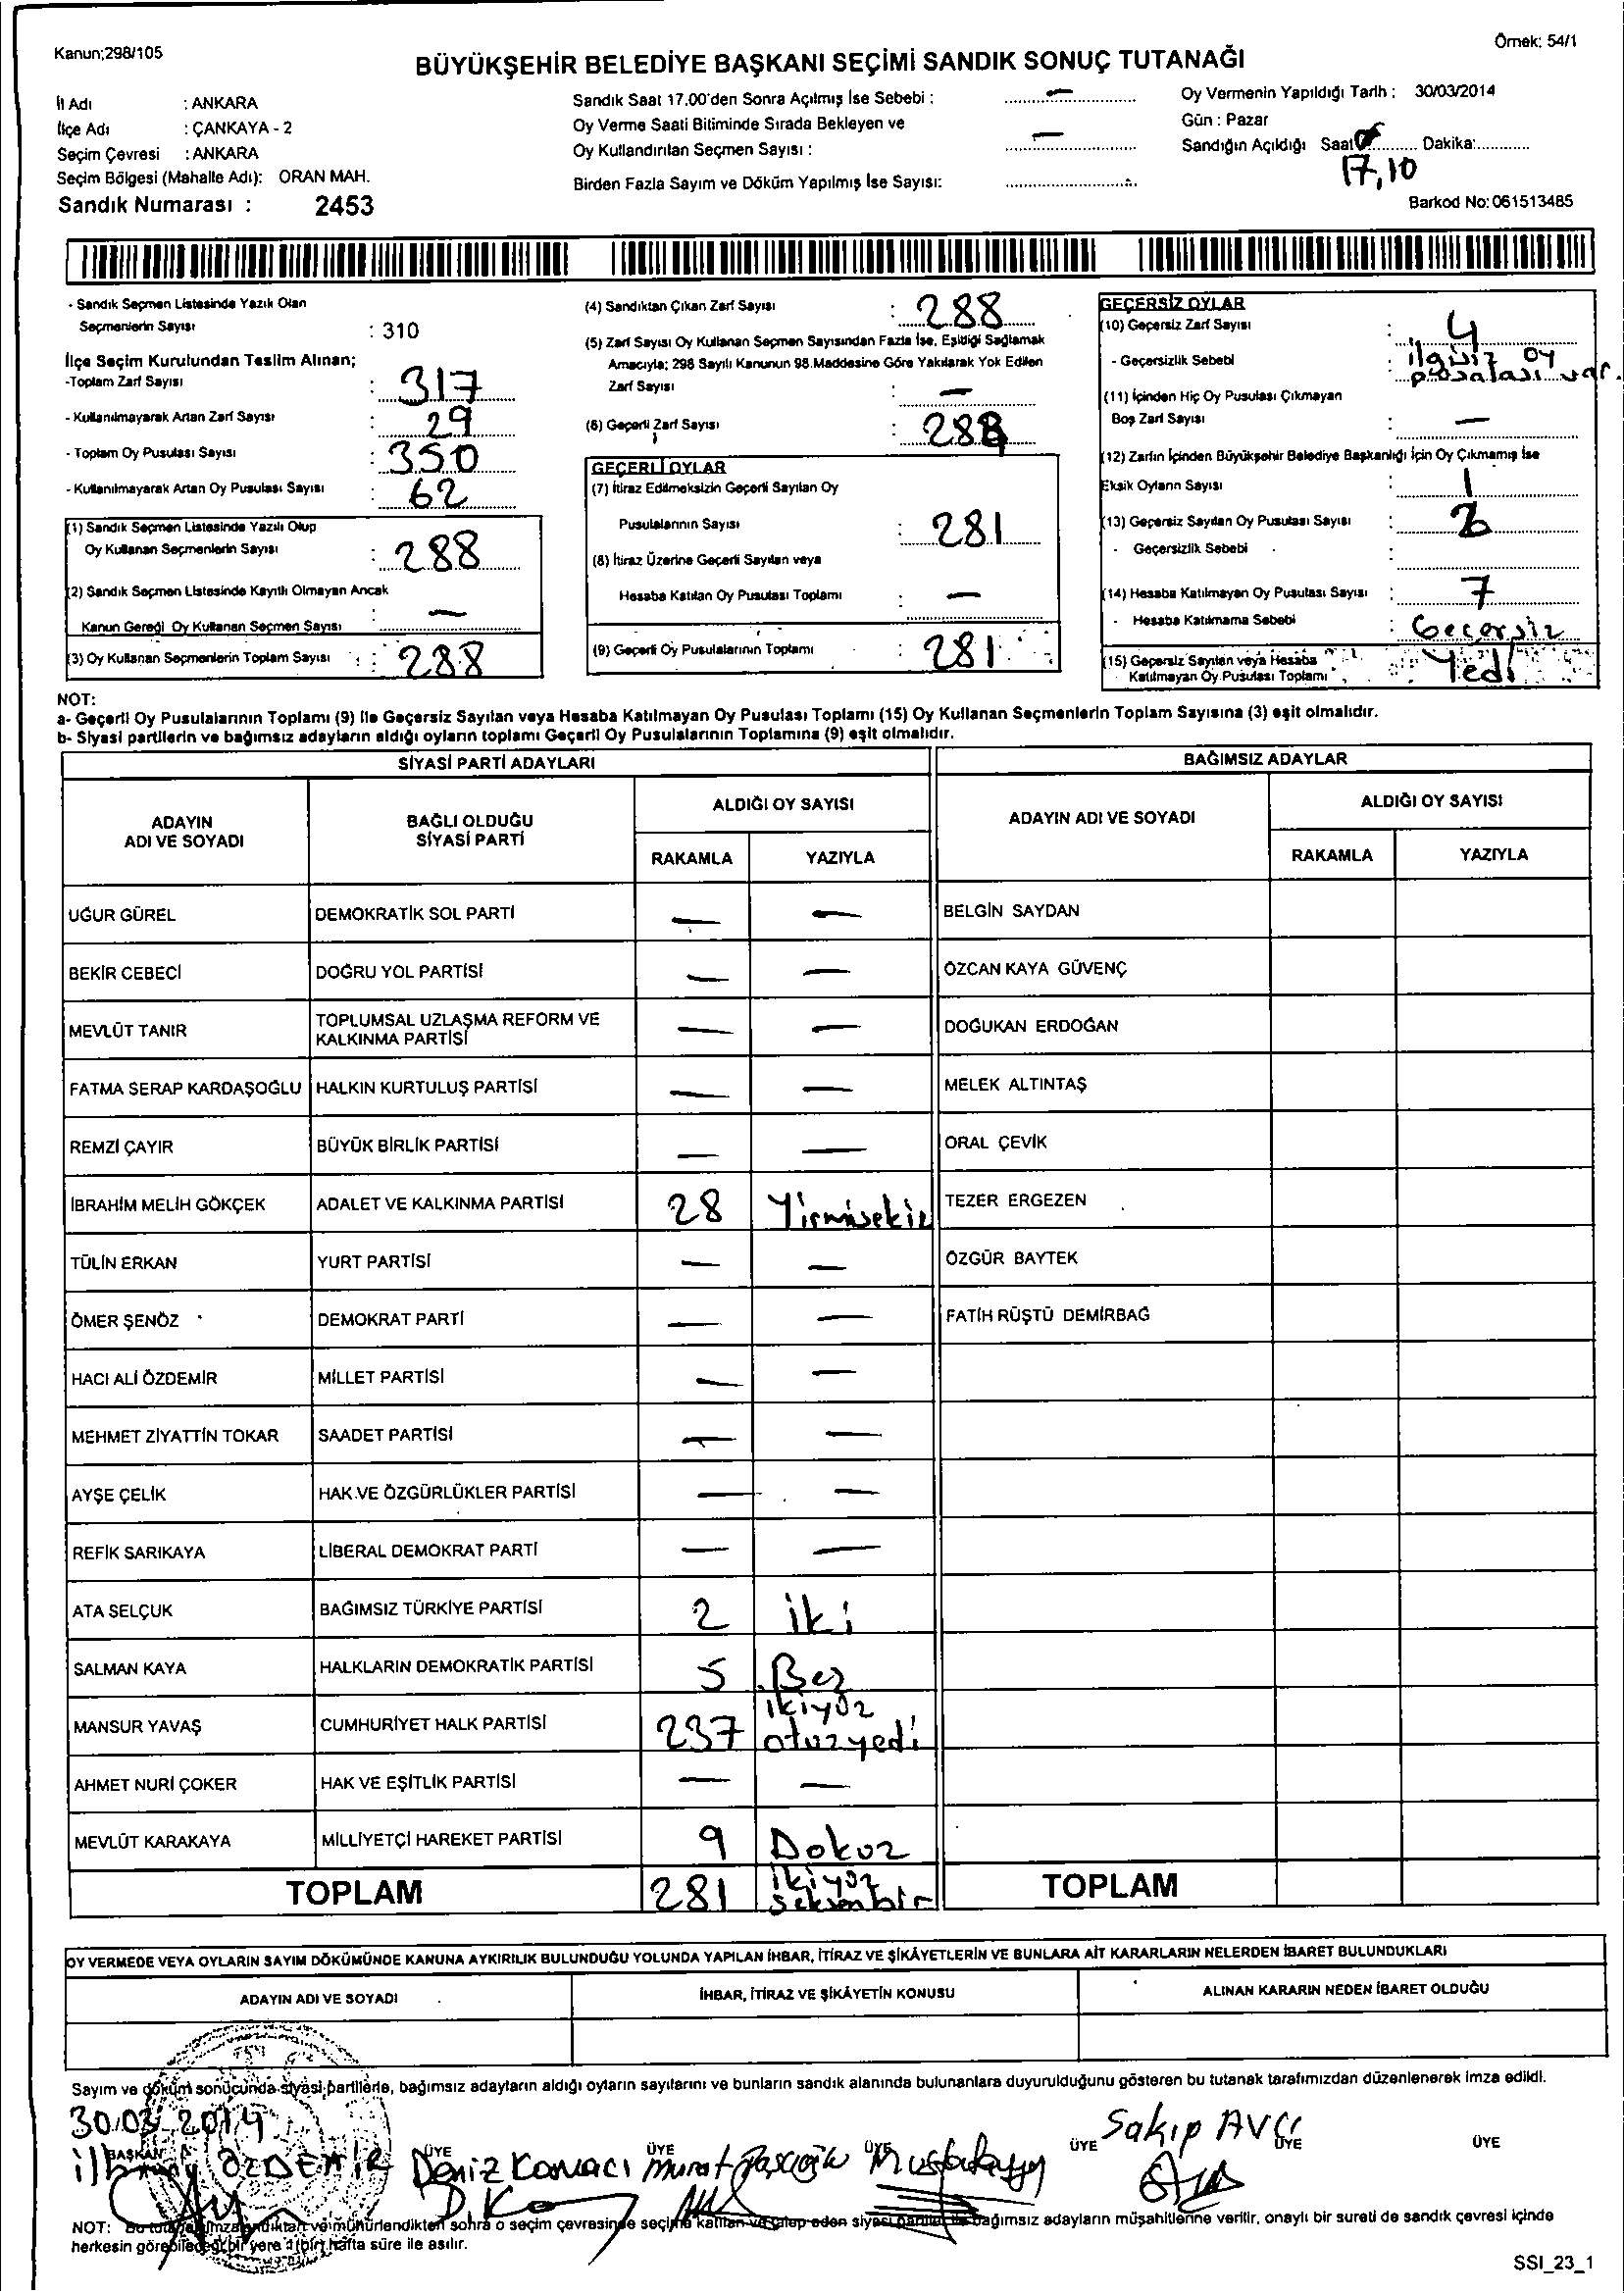 Kanun;298/105
Örnek: 54/1
BÜYÜKŞEHİR BELEDİYE BAŞKANI SEÇİMİ SANDIK SONUÇ TUTANAĞI
İl Adı : ANKARA
İlçe Adı : ÇANKAYA - 2
Seçim Çevresi : ANKARA
Seçim Bölgesi (Mahalle Adı): ORAN MAH.
Sandık Numarası : 2453
Sandık Saat 17.00'den Sonra Açılmış İse Sebebi : —
Oy Verme Saati Bitiminde Sırada Bekleyen ve
Oy Kullandırılan Seçmen Sayısı : —
Birden Fazla Sayım ve Döküm Yapılmış İse Sayısı:
Oy Vermenin Yapıldığı Tarih : 30/03/2014
Gün : Pazar
Sandığın Açıldığı Saat Dakika:
17,10
Barkod No: 061513485
- Sandık Seçmen Listesinde Yazılı Olan
Seçmenlerin Sayısı : 310
İlçe Seçim Kurulundan Teslim Alınan;
-Toplam Zarf Sayısı : 317
- Kullanılmayarak Artan Zarf Sayısı : 29
- Toplam Oy Pusulası Sayısı : 350
- Kullanılmayarak Artan Oy Pusulası Sayısı : 62
(1) Sandık Seçmen Listesinde Yazılı Olup
Oy Kullanan Seçmenlerin Sayısı : 288
(2) Sandık Seçmen Listesinde Kayıtlı Olmayan Ancak
Kanun Gereği Oy Kullanan Seçmen Sayısı : —
(3) Oy Kullanan Seçmenlerin Toplam Sayısı : 288
(4) Sandıktan Çıkan Zarf Sayısı : 288
(5) Zarf Sayısı Oy Kullanan Seçmen Sayısından Fazla İse, Eşitliği Sağlamak
Amacıyla; 298 Sayılı Kanunun 98.Maddesine Göre Yakılarak Yok Edilen
Zarf Sayısı : —
(6) Geçerli Zarf Sayısı : 288
GEÇERLİ OYLAR
(7) İtiraz Edilmeksizin Geçerli Sayılan Oy
Pusulalarının Sayısı : 281
(8) İtiraz Üzerine Geçerli Sayılan veya
Hesaba Katılan Oy Pusulası Toplamı : —
(9) Geçerli Oy Pusulalarının Toplamı : 281
GEÇERSİZ OYLAR
(10) Geçersiz Zarf Sayısı : 4
- Geçersizlik Sebebi : ilgisiz oy
pusulası var.
(11) İçinden Hiç Oy Pusulası Çıkmayan
Boş Zarf Sayısı : —
(12) Zarfın İçinden Büyükşehir Belediye Başkanlığı İçin Oy Çıkmamış İse
Eksik Oyların Sayısı : 1
(13) Geçersiz Sayılan Oy Pusulası Sayısı :
- Geçersizlik Sebebi :
(14) Hesaba Katılmayan Oy Pusulası Sayısı : 7
- Hesaba Katılmama Sebebi : Geçersiz
(15) Geçersiz Sayılan veya Hesaba
Katılmayan Oy Pusulası Toplamı : Yedi
NOT:
a- Geçerli Oy Pusulalarının Toplamı (9) ile Geçersiz Sayılan veya Hesaba Katılmayan Oy Pusulası Toplamı (15) Oy Kullanan Seçmenlerin Toplam Sayısına (3) eşit olmalıdır.
b- Siyasi partilerin ve bağımsız adayların aldığı oyların toplamı Geçerli Oy Pusulalarının Toplamına (9) eşit olmalıdır.
SİYASİ PARTİ ADAYLARI BAĞIMSIZ ADAYLAR
ADAYIN
ADI VE SOYADI
BAĞLI OLDUĞU
SİYASİ PARTİ
ALDIĞI OY SAYISI
RAKAMLA YAZIYLA
ADAYIN ADI VE SOYADI
ALDIĞI OY SAYISI
RAKAMLA YAZIYLA
UĞUR GÜREL DEMOKRATİK SOL PARTİ — — BELGİN SAYDAN
BEKİR CEBECİ DOĞRU YOL PARTİSİ — — ÖZCAN KAYA GÜVENÇ
MEVLÜT TANIR TOPLUMSAL UZLAŞMA REFORM VE
KALKINMA PARTİSİ — — DOĞUKAN ERDOĞAN
FATMA SERAP KARDAŞOĞLU HALKIN KURTULUŞ PARTİSİ — — MELEK ALTINTAŞ
REMZİ ÇAYIR BÜYÜK BİRLİK PARTİSİ — — ORAL ÇEVİK
İBRAHİM MELİH GÖKÇEK ADALET VE KALKINMA PARTİSİ 28 Yirmisekiz TEZER ERGEZEN
TÜLİN ERKAN YURT PARTİSİ — — ÖZGÜR BAYTEK
ÖMER ŞENÖZ DEMOKRAT PARTİ — — FATİH RÜŞTÜ DEMİRBAĞ
HACI ALİ ÖZDEMİR MİLLET PARTİSİ — —
MEHMET ZİYATTİN TOKAR SAADET PARTİSİ — —
AYŞE ÇELİK HAK VE ÖZGÜRLÜKLER PARTİSİ — —
REFİK SARIKAYA LİBERAL DEMOKRAT PARTİ — —
ATA SELÇUK BAĞIMSIZ TÜRKİYE PARTİSİ 2 iki
SALMAN KAYA HALKLARIN DEMOKRATİK PARTİSİ 5 Beş
MANSUR YAVAŞ CUMHURİYET HALK PARTİSİ 237 ikiyüz
otuzyedi
AHMET NURİ ÇOKER HAK VE EŞİTLİK PARTİSİ — —
MEVLÜT KARAKAYA MİLLİYETÇİ HAREKET PARTİSİ 9 Dokuz
TOPLAM 281 ikiyüz
seksenbir
TOPLAM
OY VERMEDE VEYA OYLARIN SAYIM DÖKÜMÜNDE KANUNA AYKIRILIK BULUNDUĞU YOLUNDA YAPILAN İHBAR, İTİRAZ VE ŞİKÂYETLERİN VE BUNLARA AİT KARARLARIN NELERDEN İBARET BULUNDUKLARI
ADAYIN ADI VE SOYADI İHBAR, İTİRAZ VE ŞİKÂYETİN KONUSU ALINAN KARARIN NEDEN İBARET OLDUĞU
Sayım ve döküm sonucunda siyasi partilerle, bağımsız adayların aldığı oyların sayılarını ve bunların sandık alanında bulunanlara duyurulduğunu gösteren bu tutanak tarafımızdan düzenlenerek imza edildi.
30.03.2014
BAŞKAN ÜYE ÜYE ÜYE ÜYE ÜYE ÜYE
ÖZDEMİR Deniz Murat Sakıp AVCI
NOT: Bu tutanak imzalandıktan ve mühürlendikten sonra o seçim çevresinde seçime katılan ve talep eden siyasi partiler ile bağımsız adayların müşahitlerine verilir, onaylı bir sureti de sandık çevresi içinde
herkesin görebileceği bir yere 1 (bir) hafta süre ile asılır.
SSI_23_1